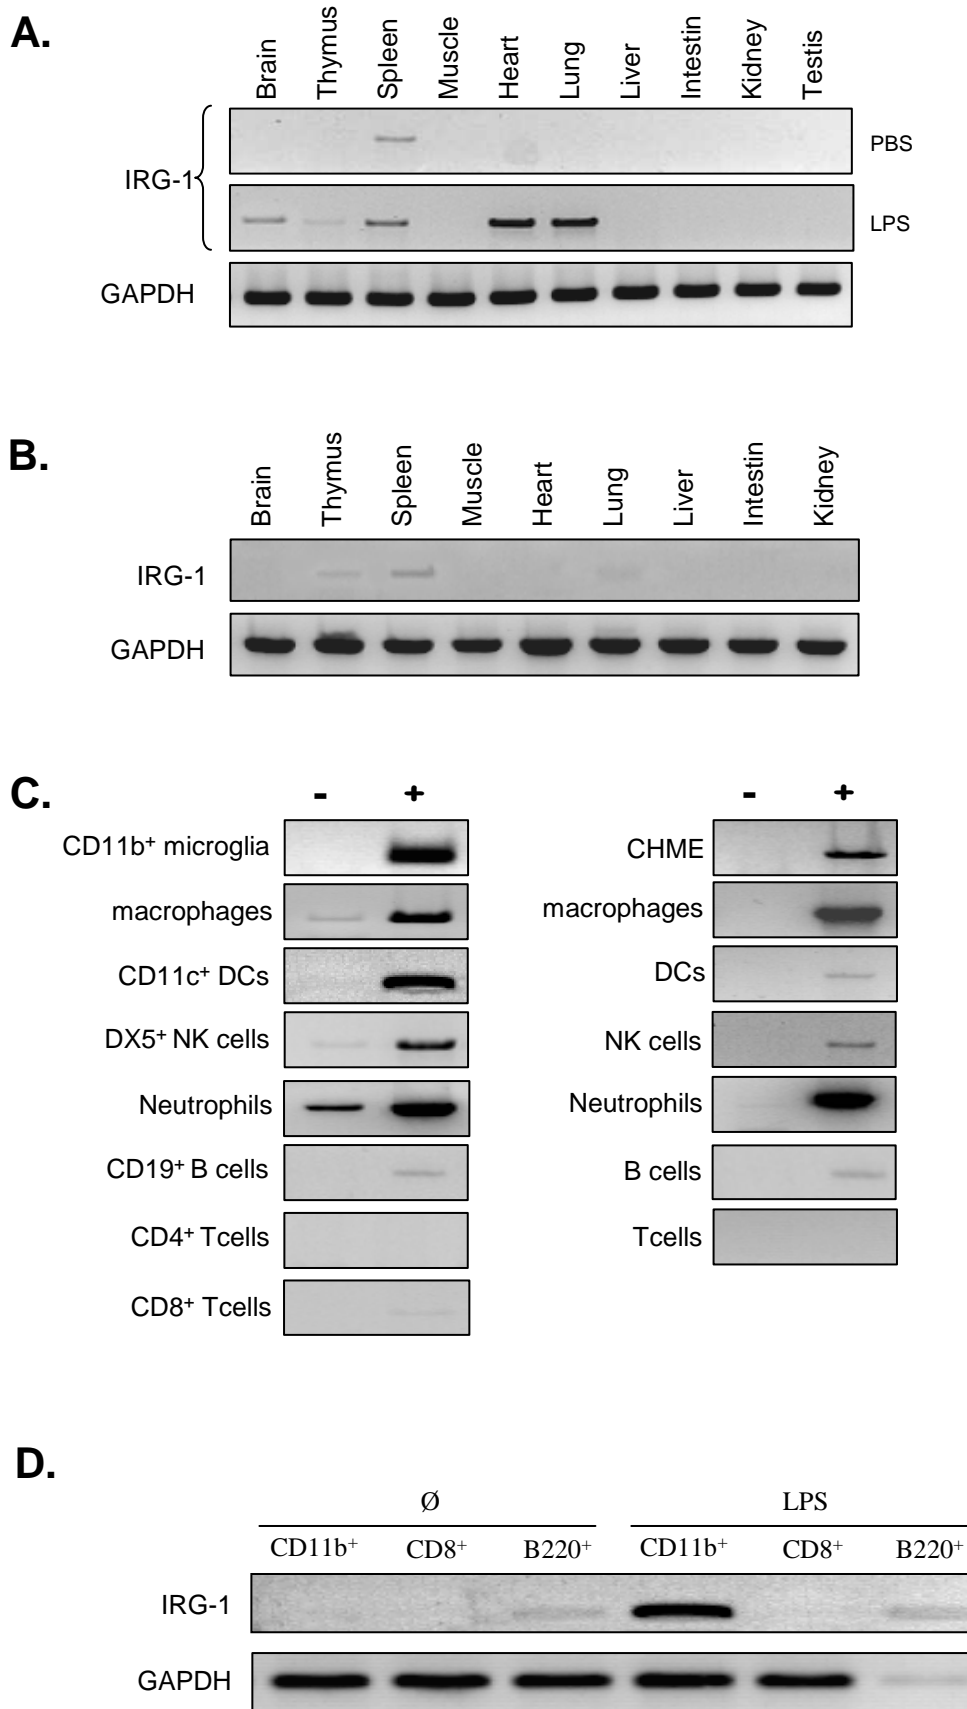 A.
Brain Thymus Spleen Muscle Heart Lung Liver Intestin Kidney Testis
PBS
IRG-1
LPS
GAPDH
B.
Brain Thymus Spleen Muscle Heart Lung Liver Intestin Kidney
IRG-1
GAPDH
C.
- +
CD11b⁺ microglia
macrophages
CD11c⁺ DCs
DX5⁺ NK cells
Neutrophils
CD19⁺ B cells
CD4⁺ Tcells
CD8⁺ Tcells
- +
CHME
macrophages
DCs
NK cells
Neutrophils
B cells
Tcells
D.
Ø LPS
CD11b⁺ CD8⁺ B220⁺ CD11b⁺ CD8⁺ B220⁺
IRG-1
GAPDH